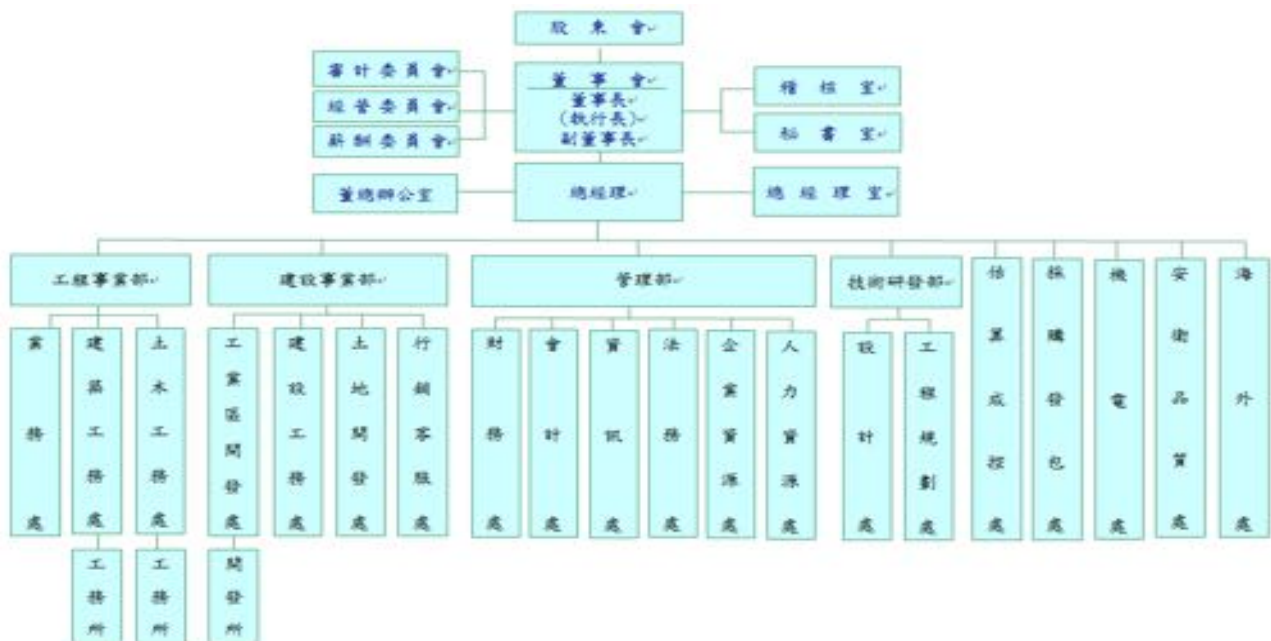 股東會
審計委員會
經管委員會
薪酬委員會
董事會
董事長
(執行長)
副董事長
稽核室
秘書室
董總辦公室
總經理
總經理室
工程事業部
建設事業部
管理部
技術研發部
估算成控處
採購發包處
機電處
安衛品質處
海外處
業務處
建築工務處
土木工務處
工業區開發處
建設工務處
土地開發處
行銷客服處
財務處
會計處
資訊處
法務處
企業資源處
人力資源處
設計處
工程規劃處
工務所
工務所
開發所